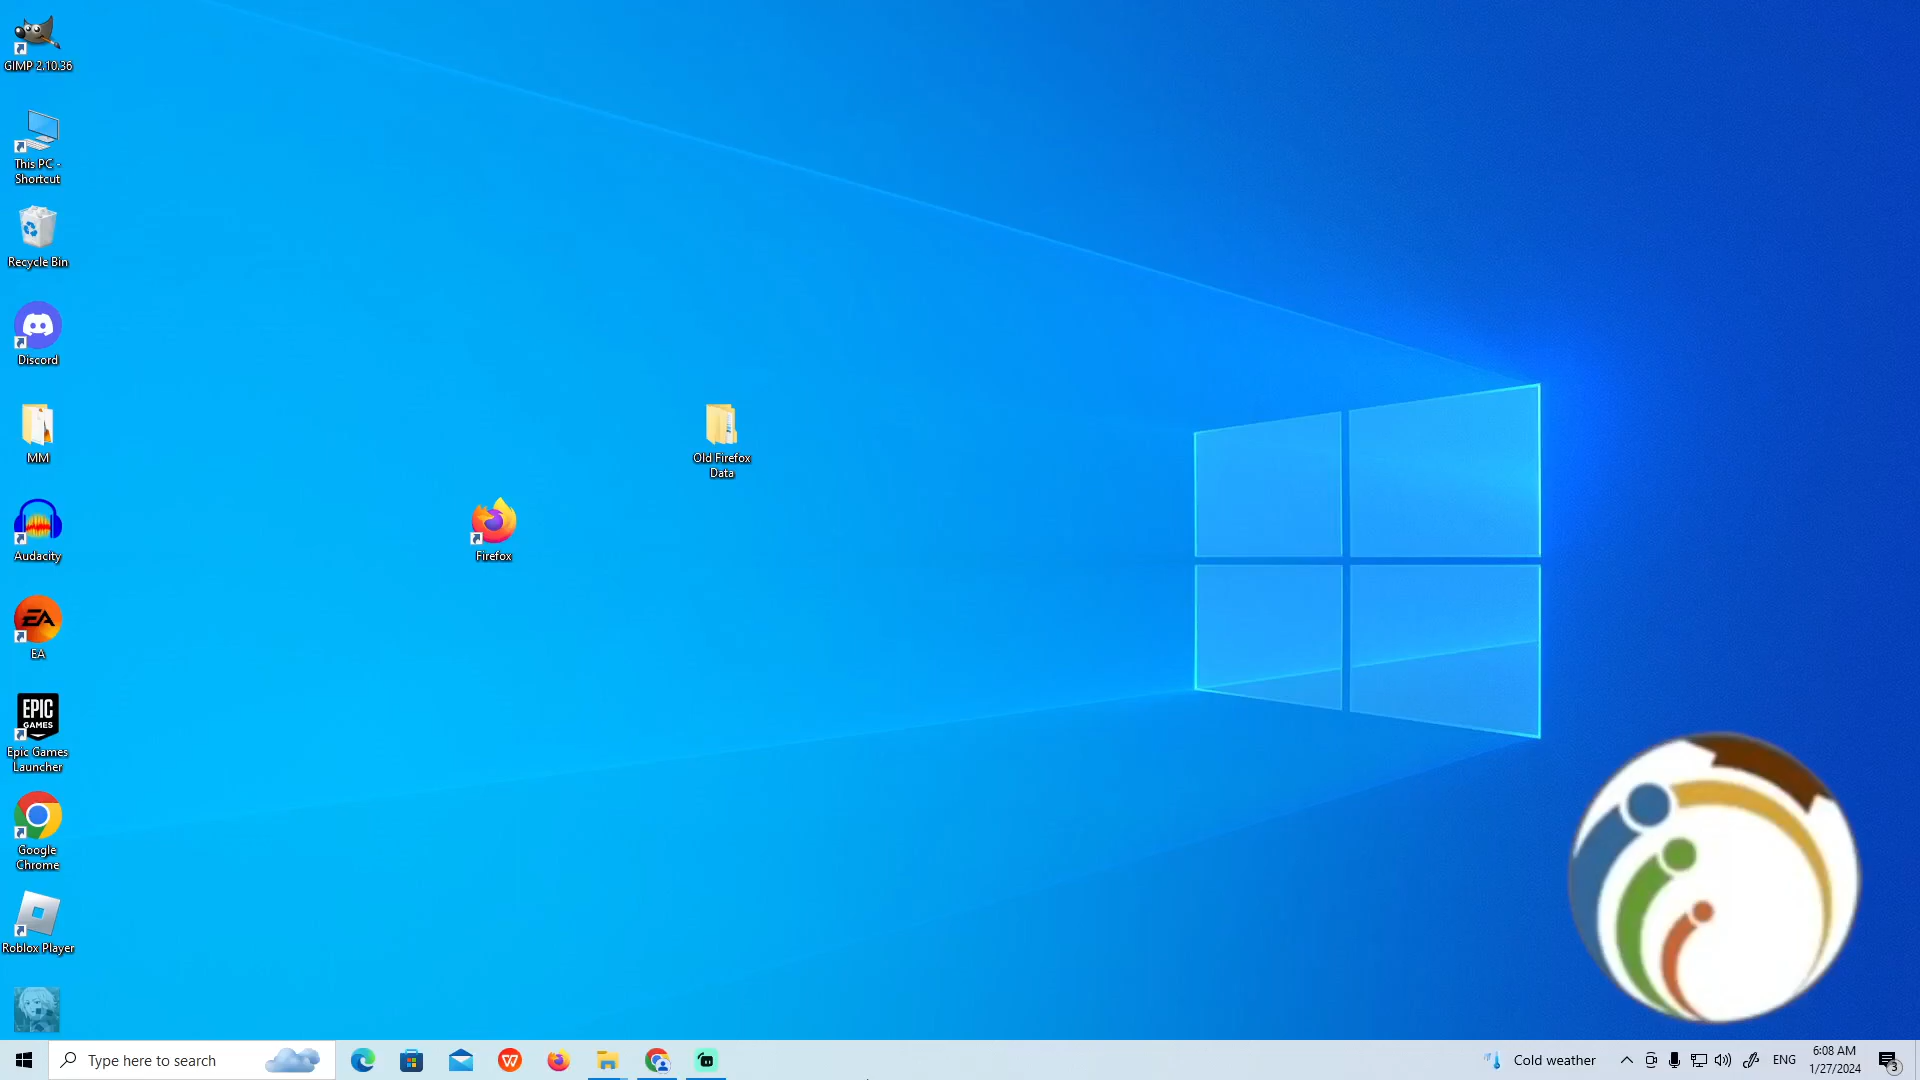 GIMP 2.10.36
This PC -
Shortcut
Recycle Bin
Discord
MM
Audacity
EA
EA
EPIC
GAMES
Epic Games
Launcher
Google
Chrome
Roblox Player
Firefox
Old Firefox
Data
Type here to search
W
Cold weather
ENG
6:08 AM
1/27/2024
3